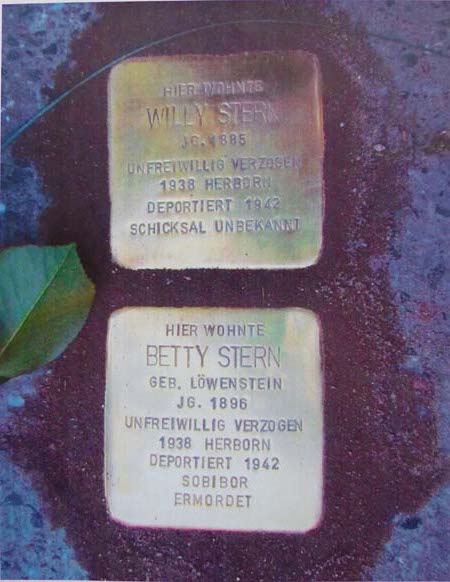 HIER WOHNTE
WILLY STERN
JG. 1885
UNFREIWILLIG VERZOGEN
1938 HERBORN
DEPORTIERT 1942
SCHICKSAL UNBEKANNT
HIER WOHNTE
BETTY STERN
GEB. LÖWENSTEIN
JG. 1896
UNFREIWILLIG VERZOGEN
1938 HERBORN
DEPORTIERT 1942
SOBIBOR
ERMORDET